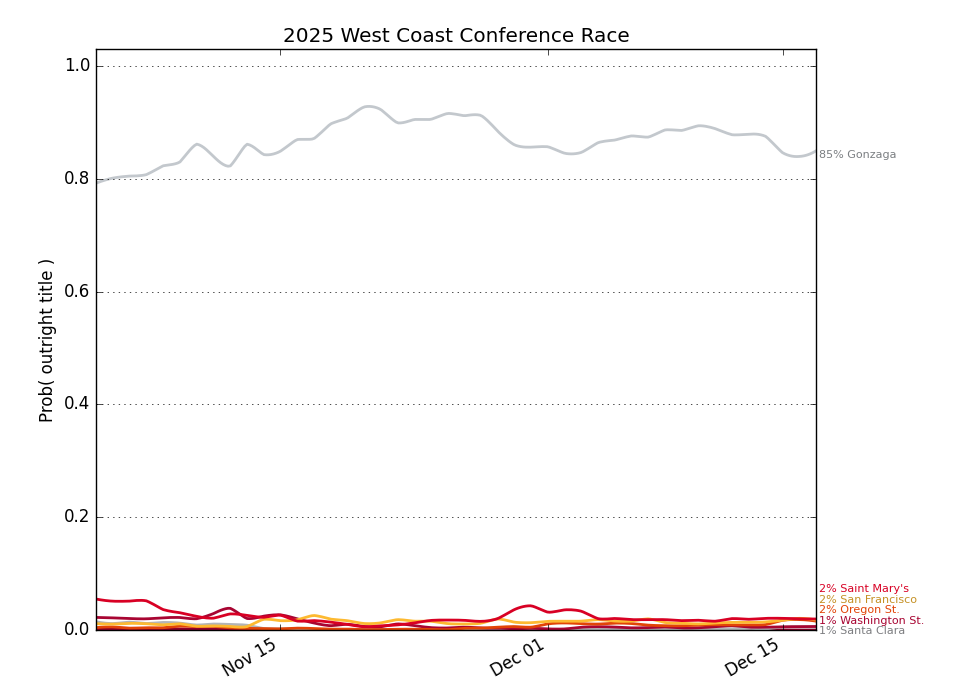 2025 West Coast Conference Race
1.0
0.8
0.6
0.4
0.2
0.0
Prob( outright title )
Nov 15
Dec 01
Dec 15
85% Gonzaga
2% Saint Mary's
2% San Francisco
2% Oregon St.
1% Washington St.
1% Santa Clara